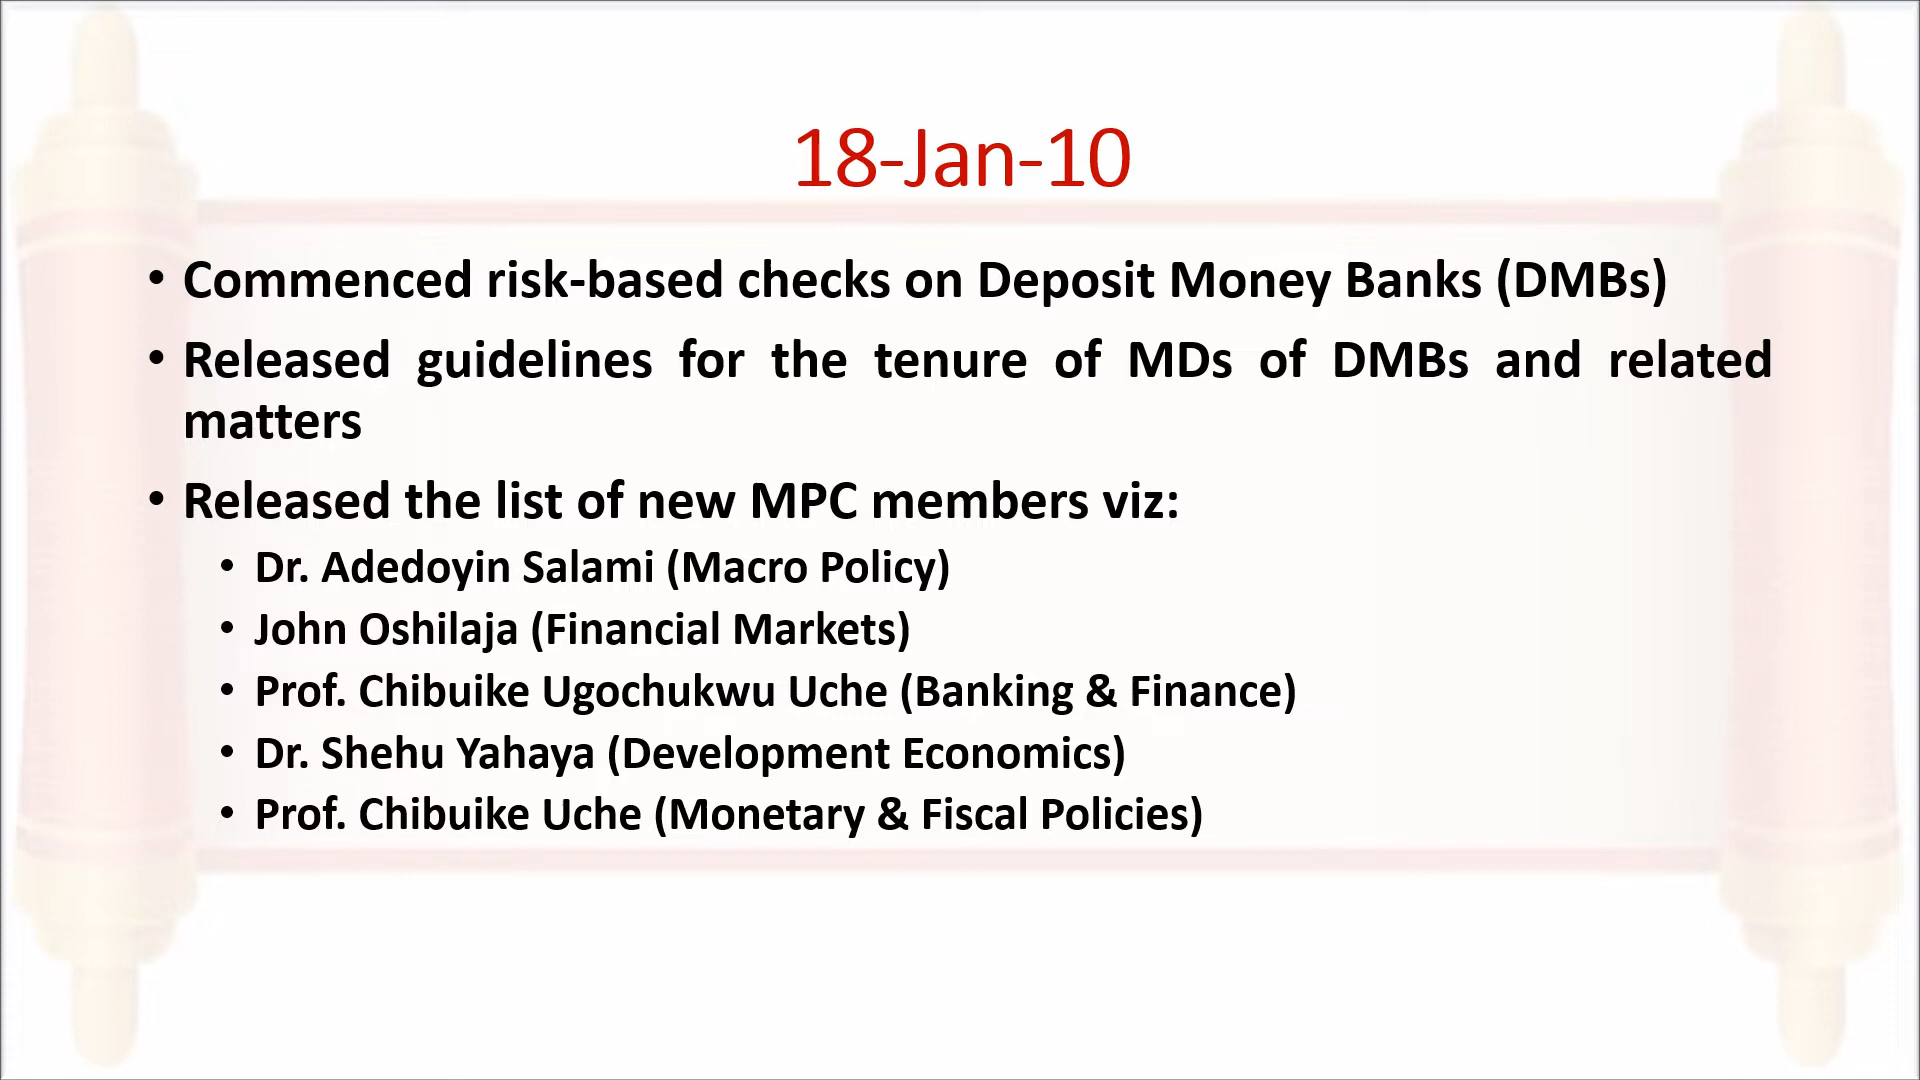 18-Jan-10
• Commenced risk-based checks on Deposit Money Banks (DMBs)
• Released guidelines for the tenure of MDs of DMBs and related
matters
• Released the list of new MPC members viz:
• Dr. Adedoyin Salami (Macro Policy)
• John Oshilaja (Financial Markets)
• Prof. Chibuike Ugochukwu Uche (Banking & Finance)
• Dr. Shehu Yahaya (Development Economics)
• Prof. Chibuike Uche (Monetary & Fiscal Policies)